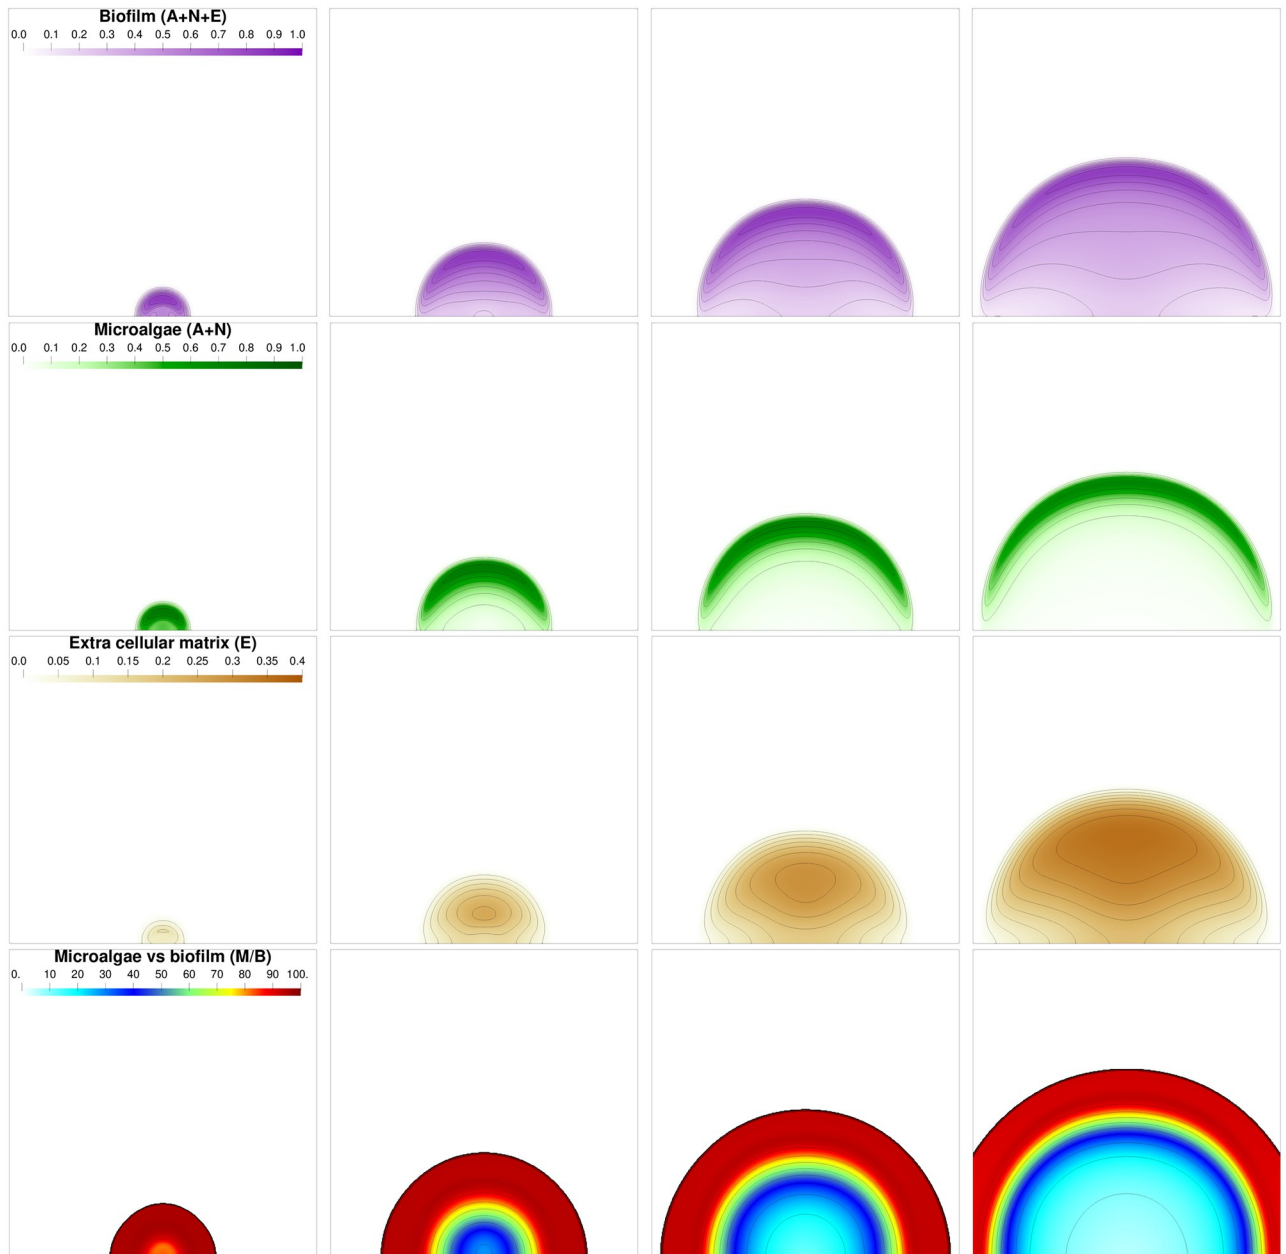 Biofilm (A+N+E)
0.0 0.1 0.2 0.3 0.4 0.5 0.6 0.7 0.8 0.9 1.0
Microalgae (A+N)
0.0 0.1 0.2 0.3 0.4 0.5 0.6 0.7 0.8 0.9 1.0
Extra cellular matrix (E)
0.0 0.05 0.1 0.15 0.2 0.25 0.3 0.35 0.4
Microalgae vs biofilm (M/B)
0. 10 20 30 40 50 60 70 80 90 100.